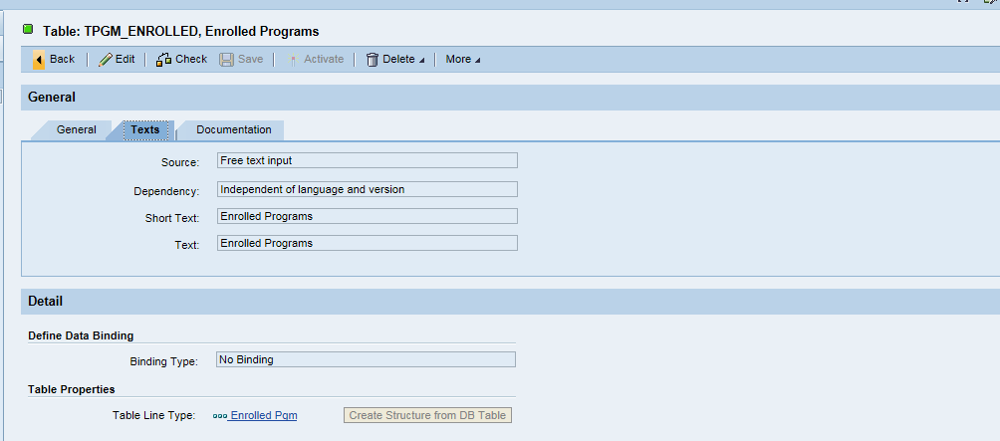 Table: TPGM_ENROLLED, Enrolled Programs
Back Edit Check Save Activate Delete More
General
General Texts Documentation
Source: Free text input
Dependency: Independent of language and version
Short Text: Enrolled Programs
Text: Enrolled Programs
Detail
Define Data Binding
Binding Type: No Binding
Table Properties
Table Line Type: Enrolled Pgm Create Structure from DB Table